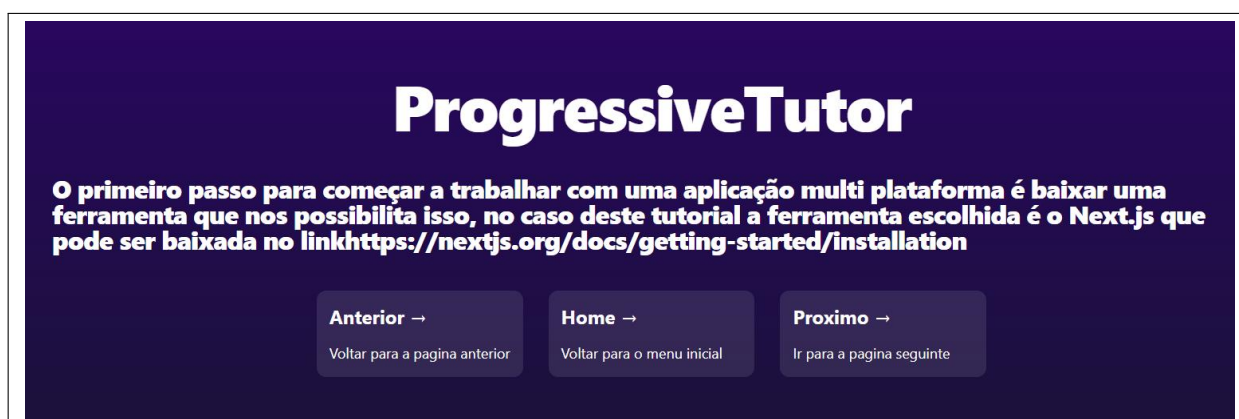 ProgressiveTutor
O primeiro passo para começar a trabalhar com uma aplicação multi plataforma é baixar uma
ferramenta que nos possibilita isso, no caso deste tutorial a ferramenta escolhida é o Next.js que
pode ser baixada no linkhttps://nextjs.org/docs/getting-started/installation
Anterior →
Voltar para a pagina anterior
Home →
Voltar para o menu inicial
Proximo →
Ir para a pagina seguinte